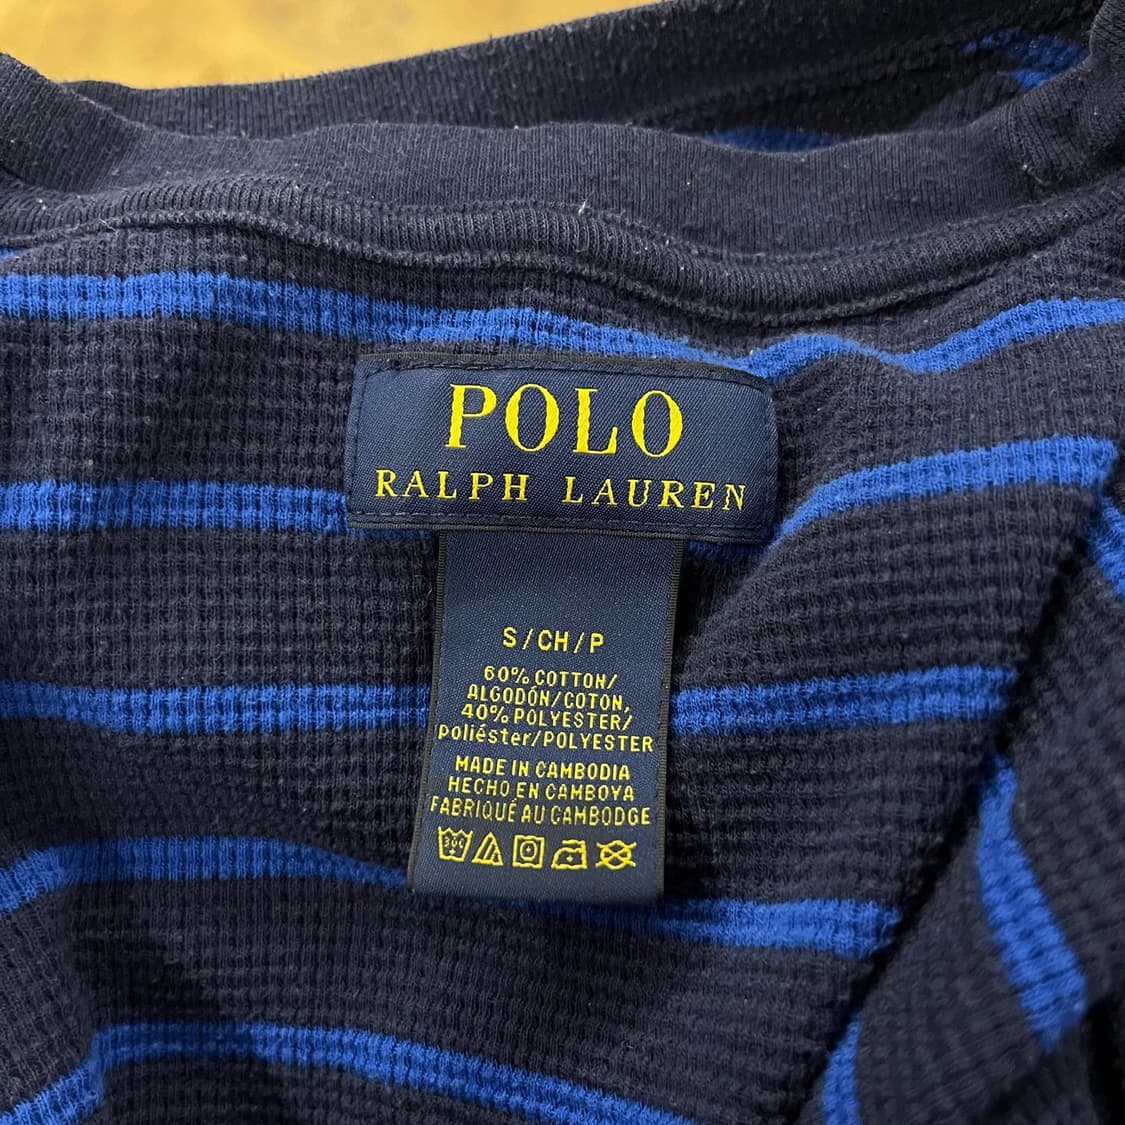 POLO
RALPH LAUREN
S/CH/P
60% COTTON/
ALGODÓN/COTON,
40% POLYESTER/
poliéster/POLYESTER
MADE IN CAMBODIA
HECHO EN CAMBOYA
FABRIQUÉ AU CAMBODGE
30C